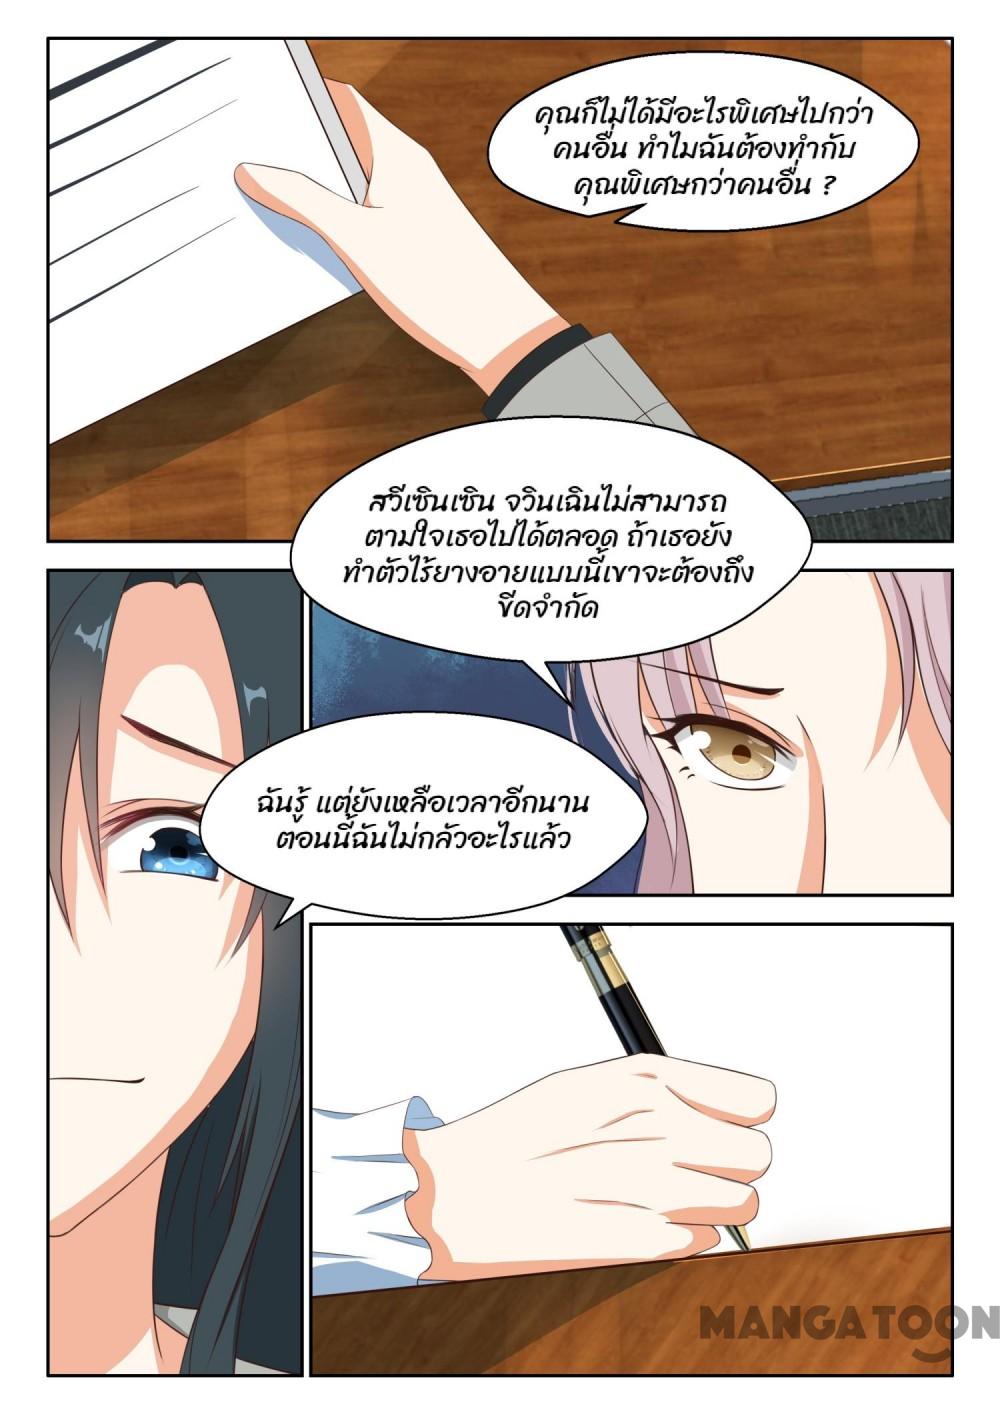 คุณก็ไม่ได้มีอะไรพิเศษไปกว่า
คนอื่น ทำไมฉันต้องทำกับ
คุณพิเศษกว่าคนอื่น ?
สวีเซินเซิน จวินเฉินไม่สามารถ
ตามใจเธอไปได้ตลอด ถ้าเธอยัง
ทำตัวไร้ยางอายแบบนี้เขาจะต้องถึง
ขีดจำกัด
ฉันรู้ แต่ยังเหลือเวลาอีกนาน
ตอนนี้ฉันไม่กลัวอะไรแล้ว
MANGATOON